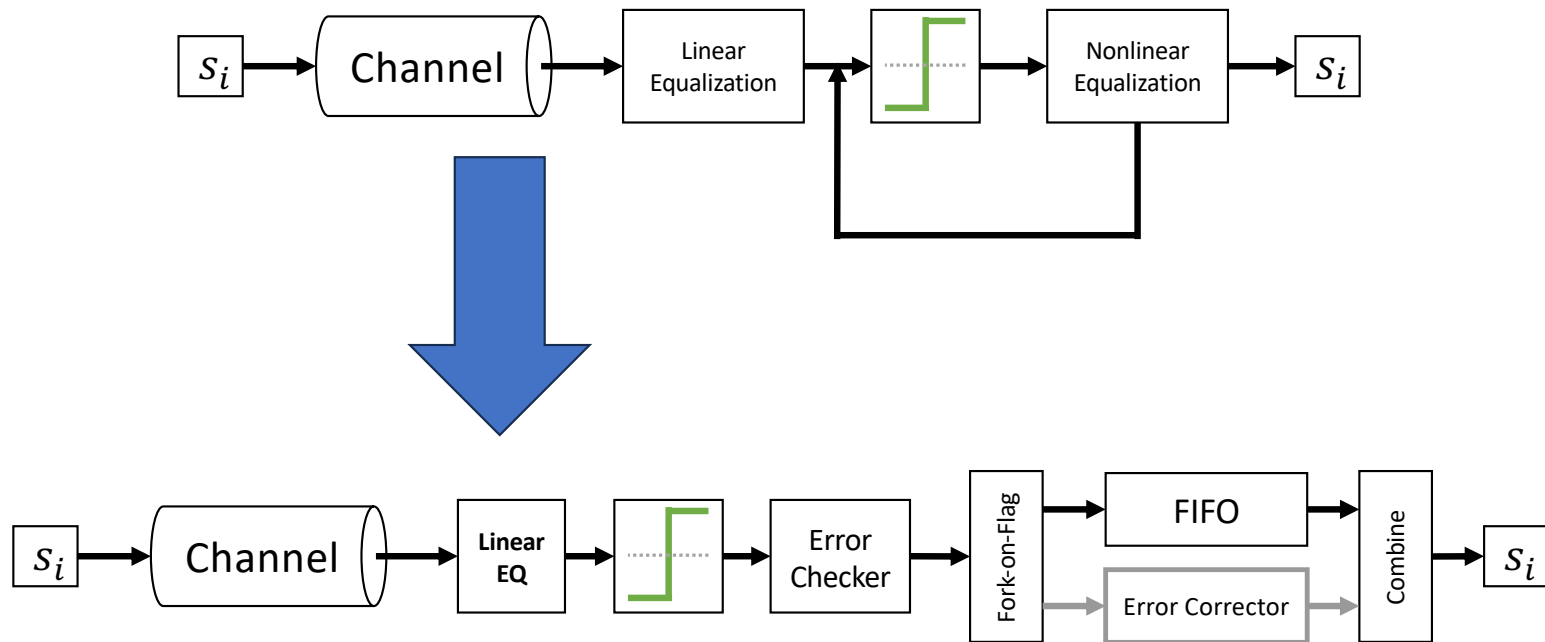 s_i
Channel
Linear
Equalization
Nonlinear
Equalization
s_i
s_i
Channel
Linear
EQ
Error
Checker
Fork-on-Flag
FIFO
Error Corrector
Combine
s_i